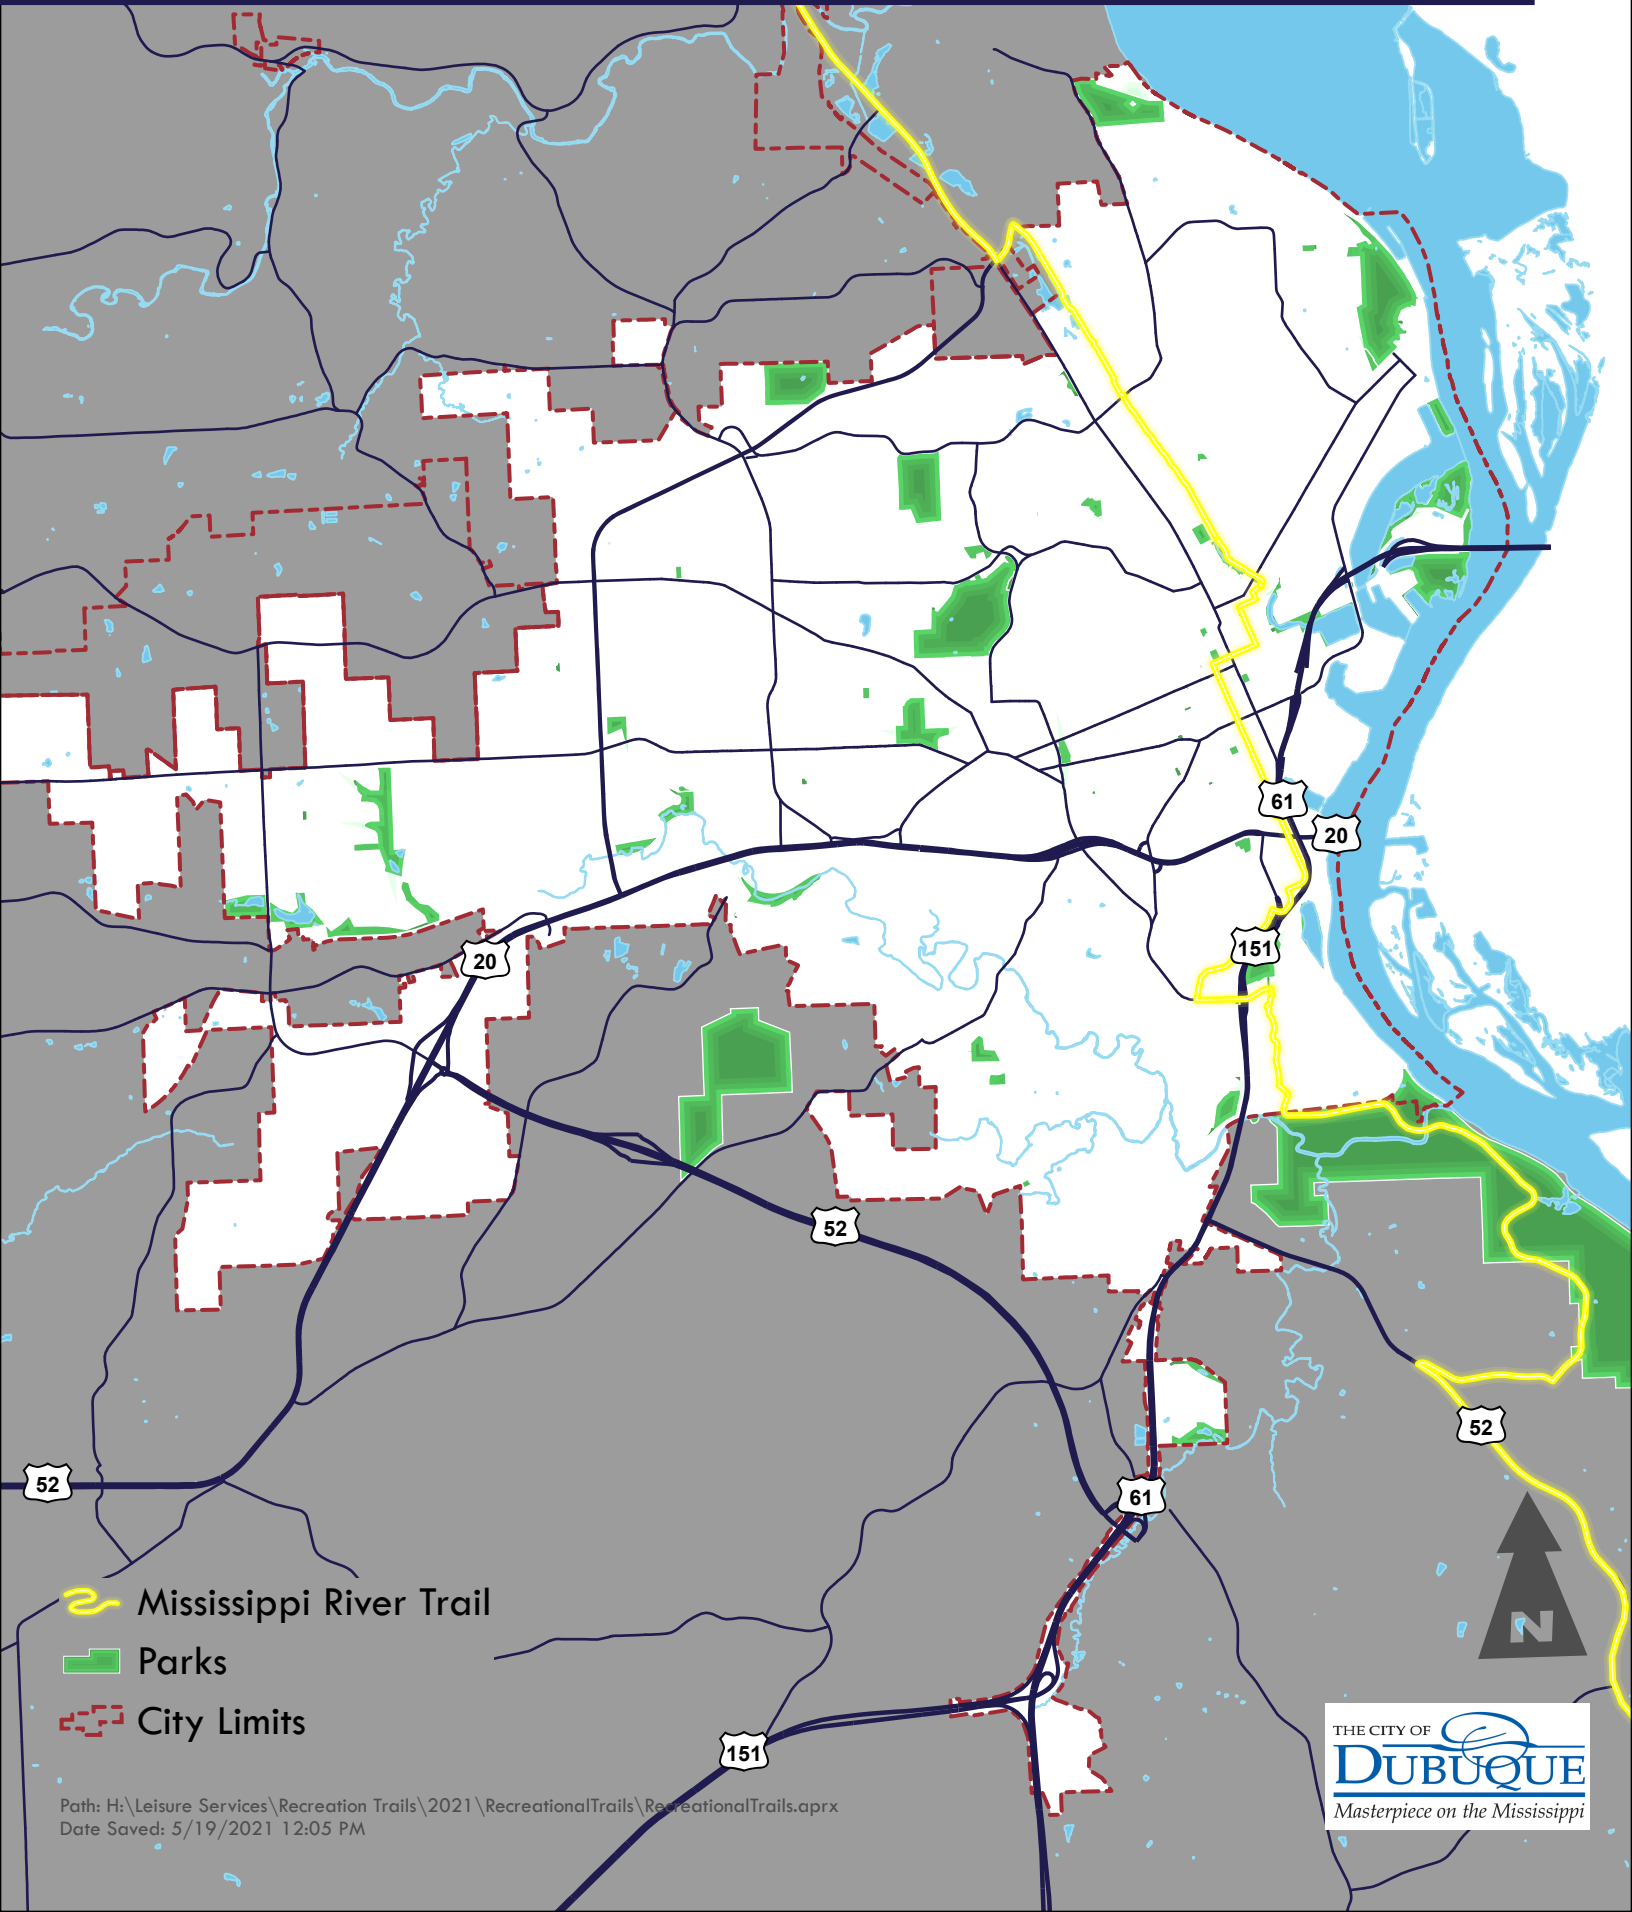 61
20
151
20
52
52
52
61
Mississippi River Trail
Parks
City Limits
N
151
THE CITY OF
DUBUQUE
Masterpiece on the Mississippi
Path: H:\Leisure Services\Recreation Trails\2021\RecreationalTrails\RecreationalTrails.aprx
Date Saved: 5/19/2021 12:05 PM